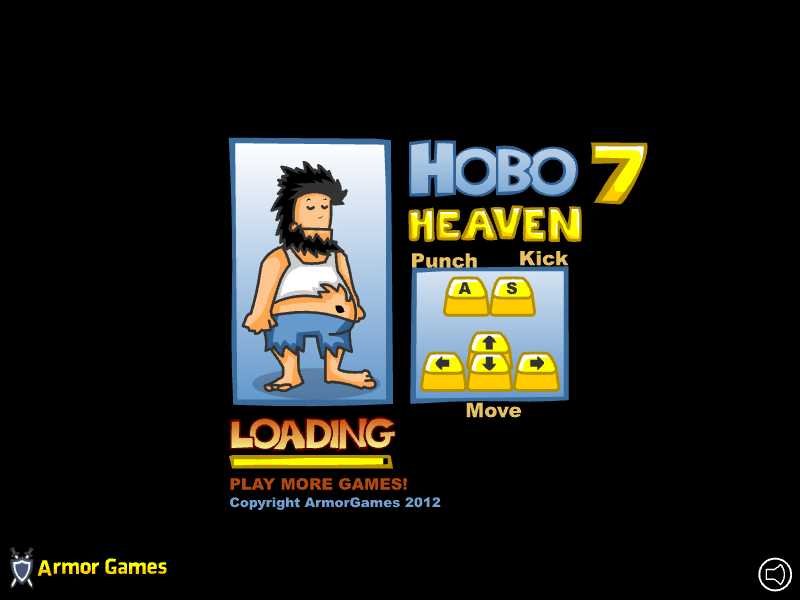 HOBO 7
HEAVEN
Punch Kick
A S
Move
LOADING
PLAY MORE GAMES!
Copyright ArmorGames 2012
Armor Games